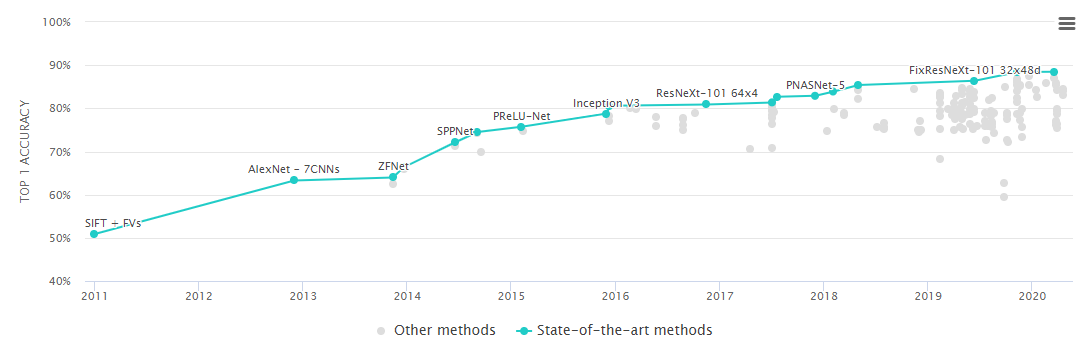 100%
90%
80%
70%
60%
50%
40%
TOP 1 ACCURACY
SIFT + FVs
AlexNet - 7CNNs
ZFNet
SPPNet
PReLU-Net
Inception V3
ResNeXt-101 64x4
PNASNet-5
FixResNeXt-101 32x48d
2011
2012
2013
2014
2015
2016
2017
2018
2019
2020
Other methods
State-of-the-art methods